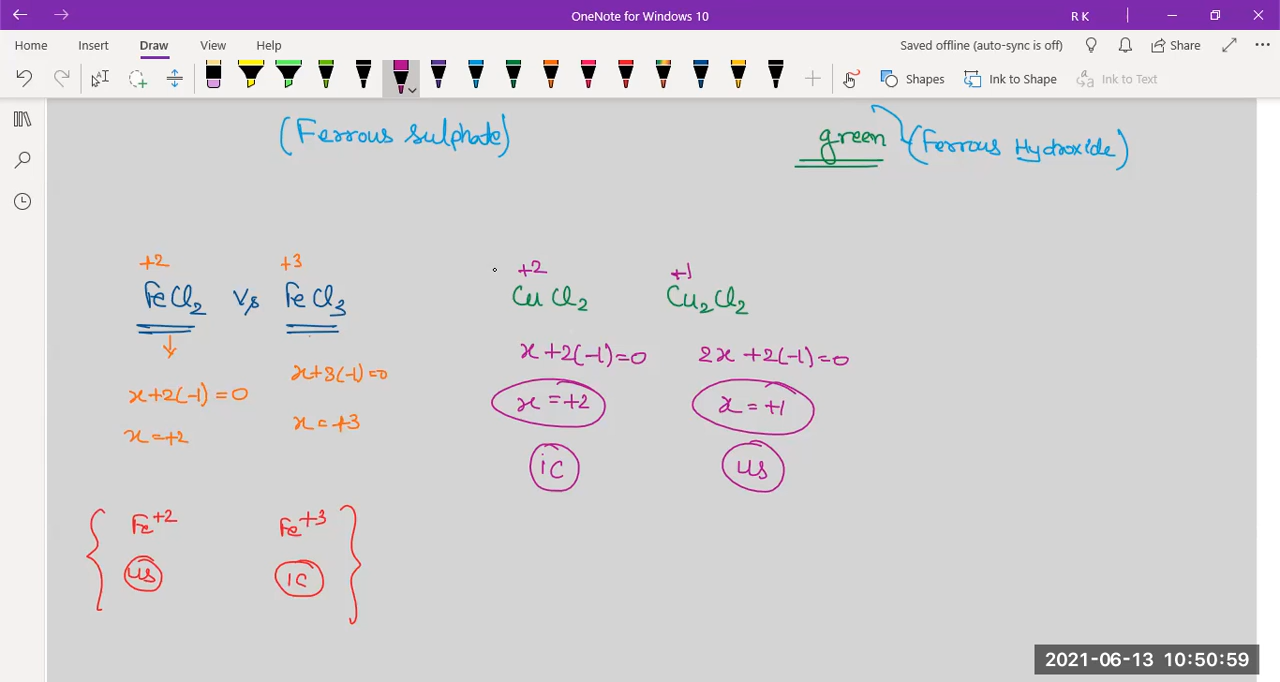 OneNote for Windows 10
R K
Home Insert Draw View Help
Saved offline (auto-sync is off) Share
Shapes Ink to Shape Ink to Text
(Ferrous sulphate)
green (Ferrous Hydroxide)
+2 +3 +2 +1
FeCl2 V/s FeCl3 CuCl2 Cu2Cl2
x+2(-1)=0 x+3(-1)=0 x+2(-1)=0 2x+2(-1)=0
x=+2 x=+3 x=+2 x=+1
ic us
Fe+2 Fe+3
us ic
2021-06-13 10:50:59